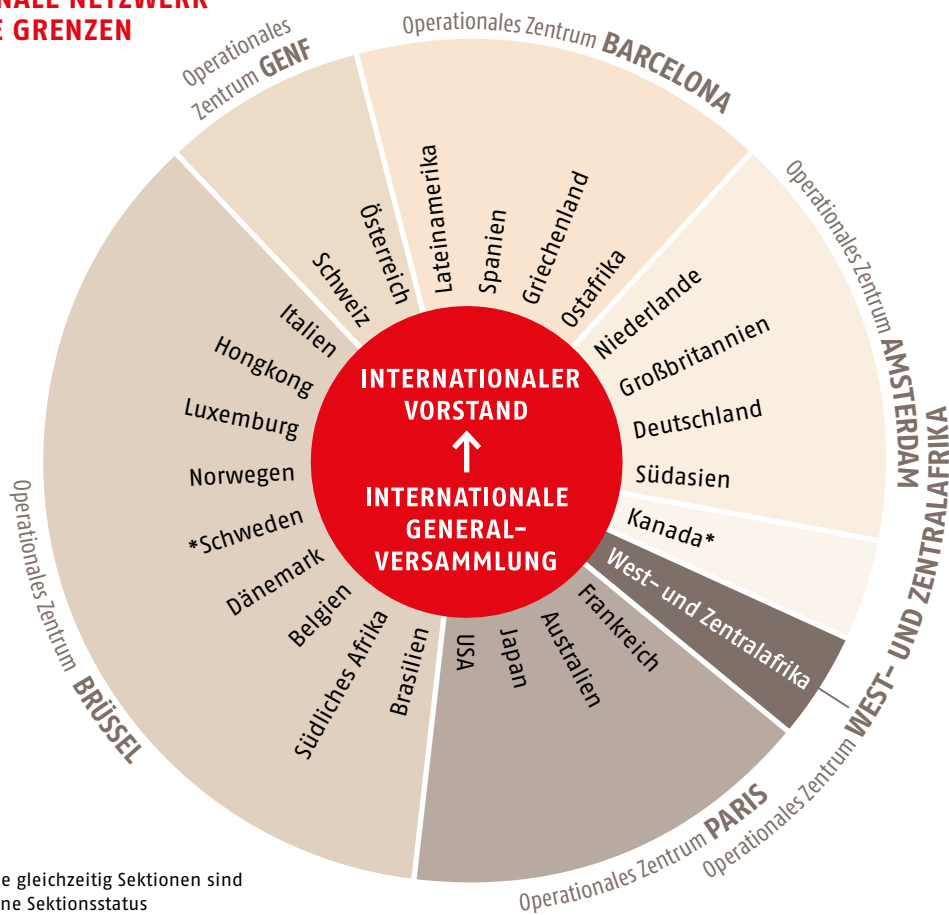 NALE NETZWERK
E GRENZEN
Operationales
Zentrum GENF
Operationales Zentrum BARCELONA
Operationales Zentrum AMSTERDAM
Operationales Zentrum WEST- UND ZENTRALAFRIKA
Operationales Zentrum PARIS
Operationales Zentrum BRÜSSEL
Schweiz
Österreich
Lateinamerika
Spanien
Griechenland
Ostafrika
Niederlande
Großbritannien
Deutschland
Südasien
Kanada*
West- und Zentralafrika
Frankreich
Australien
Japan
USA
Brasilien
Südliches Afrika
Belgien
Dänemark
*Schweden
Norwegen
Luxemburg
Hongkong
Italien
INTERNATIONALER
VORSTAND
↑
INTERNATIONALE
GENERAL-
VERSAMMLUNG
e gleichzeitig Sektionen sind
ne Sektionsstatus